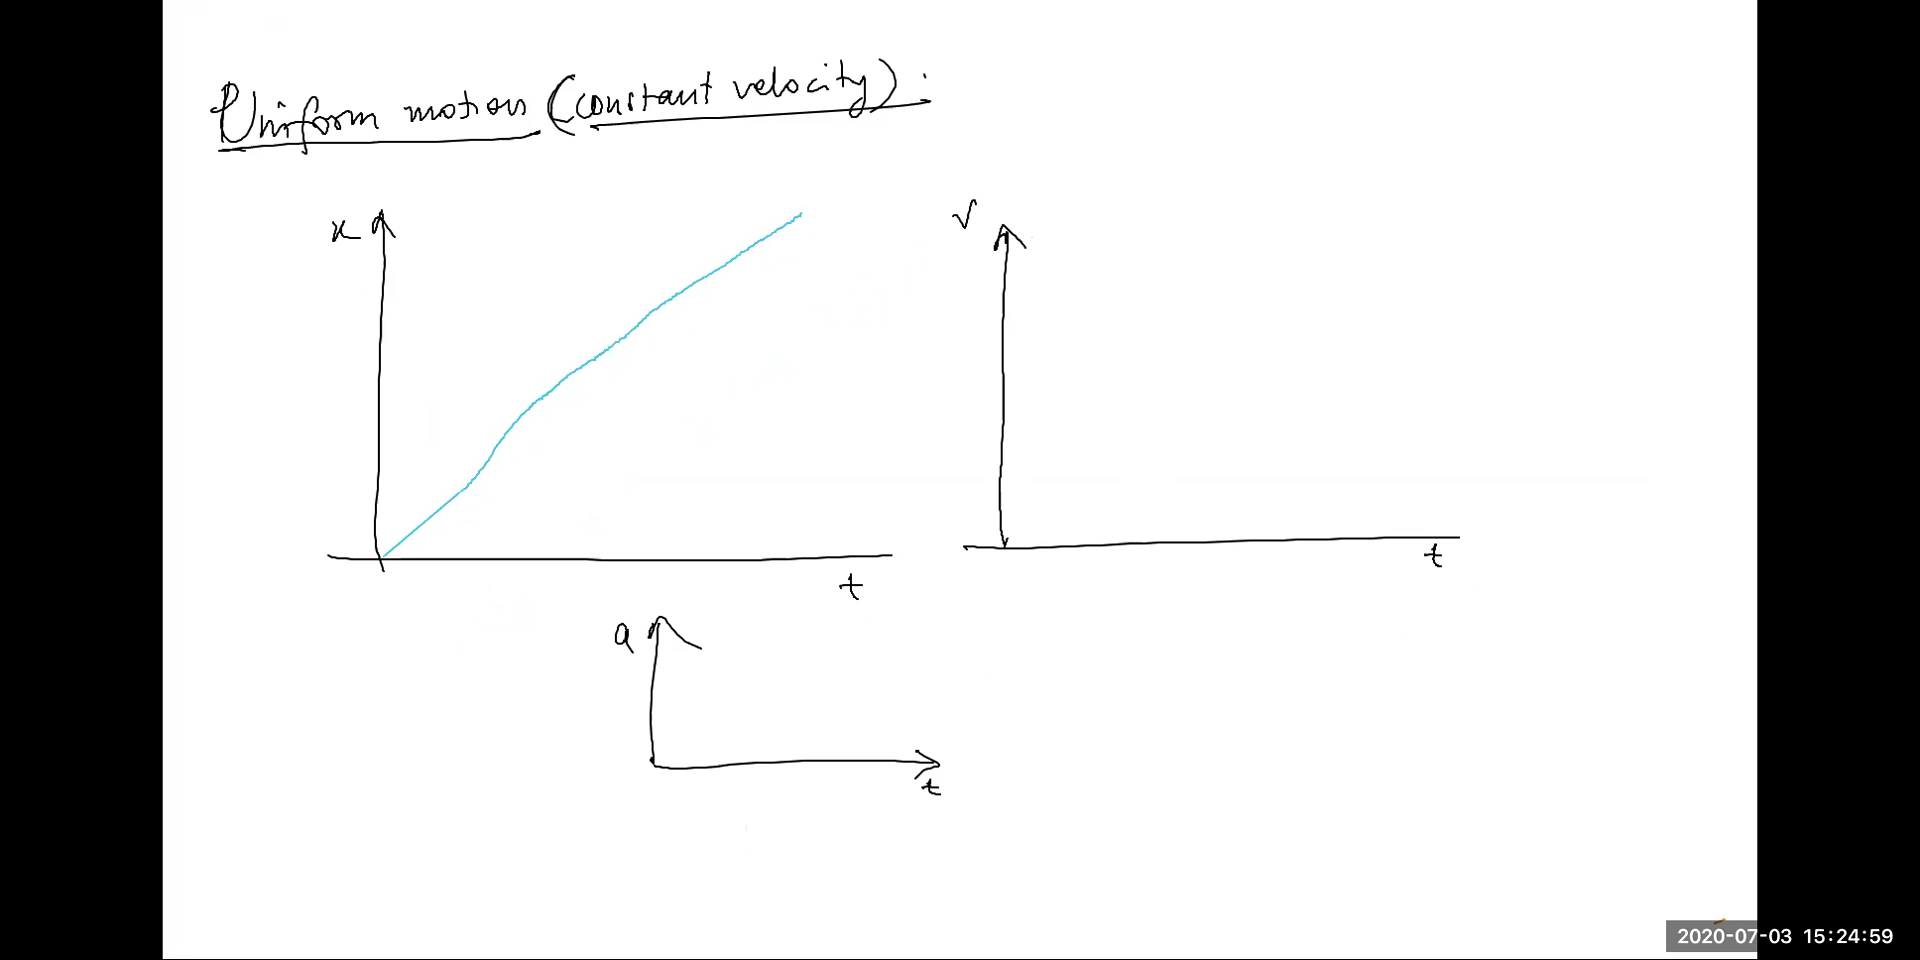 Uniform motion (constant velocity) :
x
v
t
t
a
t
2020-07-03 15:24:59